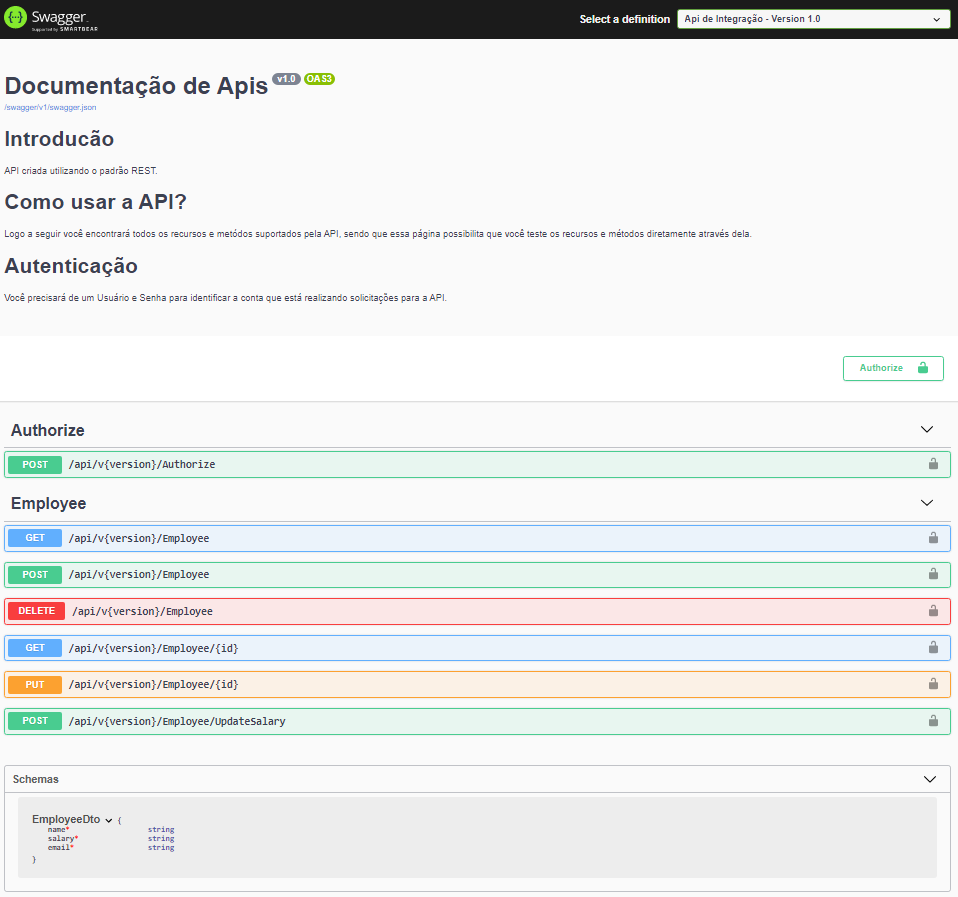 Swagger.
Supported by SMARTBEAR
Select a definition
Api de Integração - Version 1.0
Documentação de Apis v1.0 OAS3
/swagger/v1/swagger.json
Introducão
API criada utilizando o padrão REST.
Como usar a API?
Logo a seguir você encontrará todos os recursos e metódos suportados pela API, sendo que essa página possibilita que você teste os recursos e métodos diretamente através dela.
Autenticação
Você precisará de um Usuário e Senha para identificar a conta que está realizando solicitações para a API.
Authorize
Authorize
POST /api/v{version}/Authorize
Employee
GET /api/v{version}/Employee
POST /api/v{version}/Employee
DELETE /api/v{version}/Employee
GET /api/v{version}/Employee/{id}
PUT /api/v{version}/Employee/{id}
POST /api/v{version}/Employee/UpdateSalary
Schemas
EmployeeDto {
name* string
salary* string
email* string
}